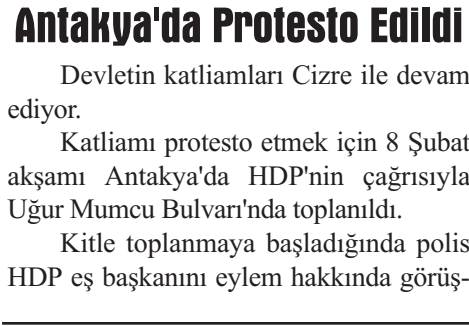 Antakya'da Protesto Edildi
Devletin katliamları Cizre ile devam
ediyor.
Katliamı protesto etmek için 8 Şubat
akşamı Antakya'da HDP'nin çağrısıyla
Uğur Mumcu Bulvarı'nda toplanıldı.
Kitle toplanmaya başladığında polis
HDP eş başkanını eylem hakkında görüş-